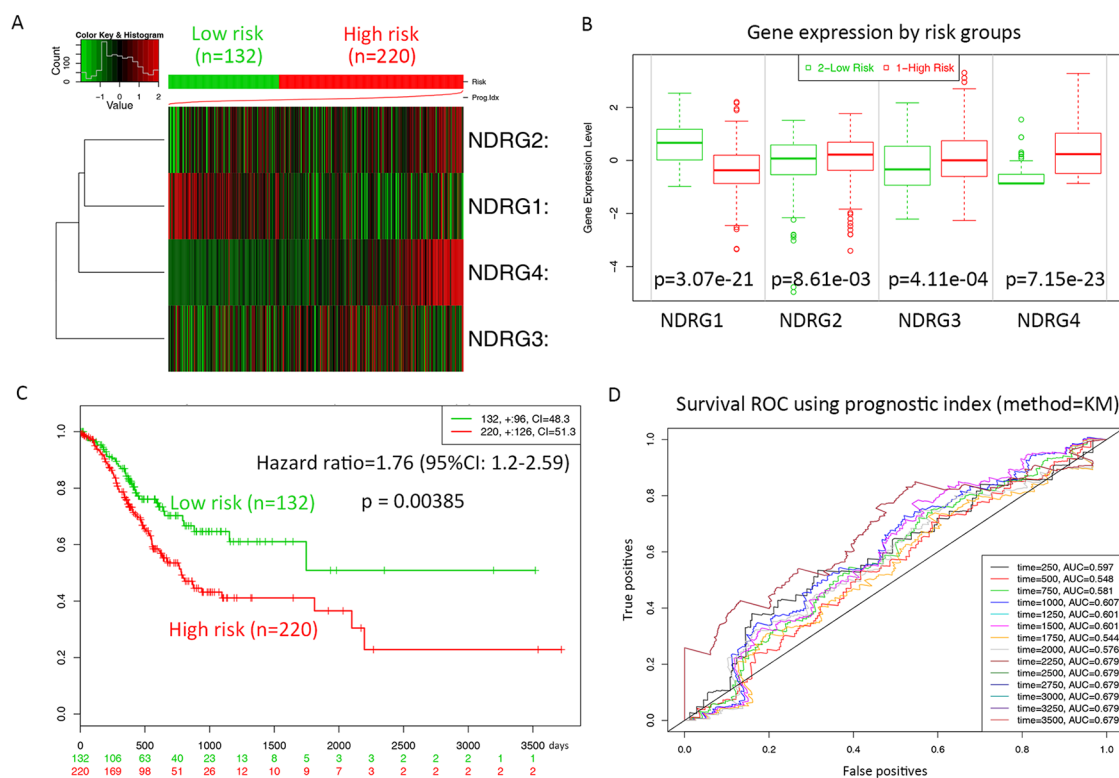 A
Color Key & Histogram
Count
0 100
−1 0 1 2
Value
Low risk
(n=132)
High risk
(n=220)
Risk
Prog.Idx
NDRG2:
NDRG1:
NDRG4:
NDRG3:
B
Gene expression by risk groups
2−Low Risk 1−High Risk
Gene Expression Level
2
0
−2
−4
p=3.07e-21 p=8.61e-03 p=4.11e-04 p=7.15e-23
NDRG1 NDRG2 NDRG3 NDRG4
C
132, +:96, CI=48.3
220, +:126, CI=51.3
Hazard ratio=1.76 (95%CI: 1.2-2.59)
p = 0.00385
Low risk (n=132)
High risk (n=220)
1.0
0.8
0.6
0.4
0.2
0.0
0 500 1000 1500 2000 2500 3000 3500 days
132 106 63 40 23 13 8 5 3 3 2 2 2 1 1
220 169 98 51 26 12 10 9 7 3 2 2 2 2 2
D
Survival ROC using prognostic index (method=KM)
True positives
1.0
0.8
0.6
0.4
0.2
0.0
time=250, AUC=0.597
time=500, AUC=0.548
time=750, AUC=0.581
time=1000, AUC=0.607
time=1250, AUC=0.601
time=1500, AUC=0.601
time=1750, AUC=0.544
time=2000, AUC=0.576
time=2250, AUC=0.679
time=2500, AUC=0.679
time=2750, AUC=0.679
time=3000, AUC=0.679
time=3250, AUC=0.679
time=3500, AUC=0.679
0.0 0.2 0.4 0.6 0.8 1.0
False positives